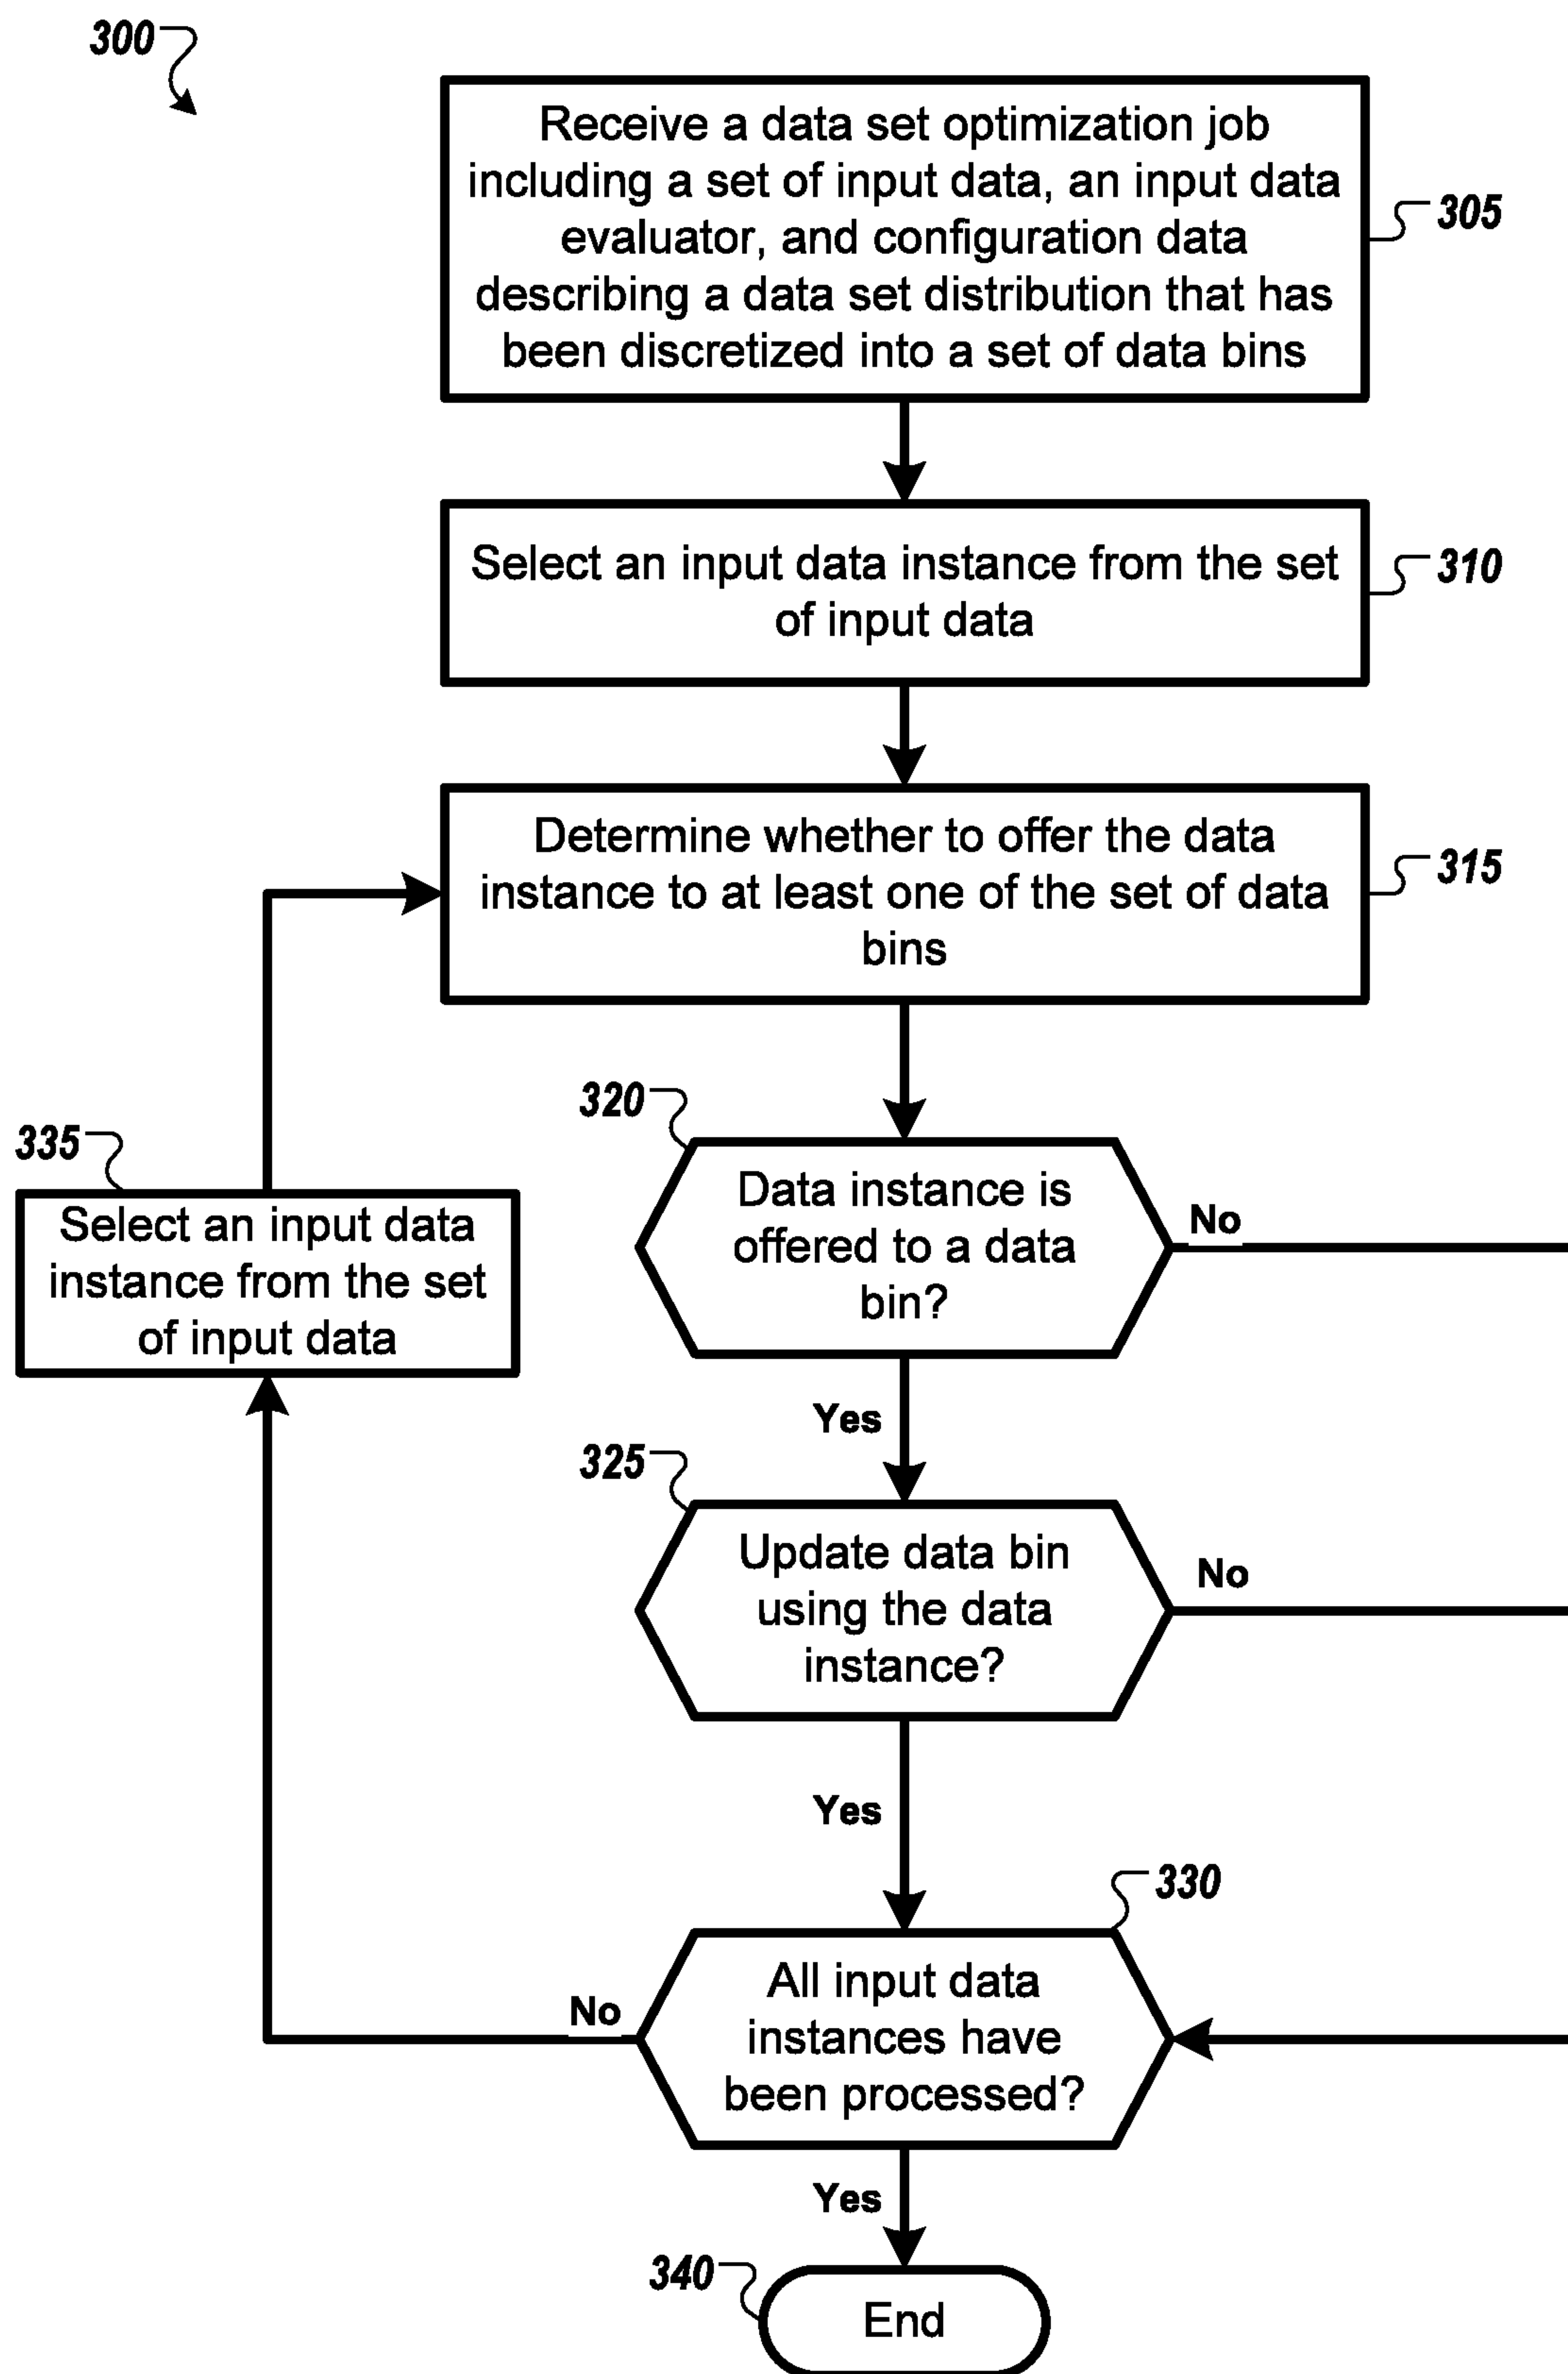 300
Receive a data set optimization job
including a set of input data, an input data
evaluator, and configuration data
describing a data set distribution that has
been discretized into a set of data bins
305
Select an input data instance from the set
of input data
310
Determine whether to offer the data
instance to at least one of the set of data
bins
315
320
Data instance is
offered to a data
bin?
No
Yes
335
Select an input data
instance from the set
of input data
325
Update data bin
using the data
instance?
No
Yes
330
All input data
instances have
been processed?
No
Yes
340
End